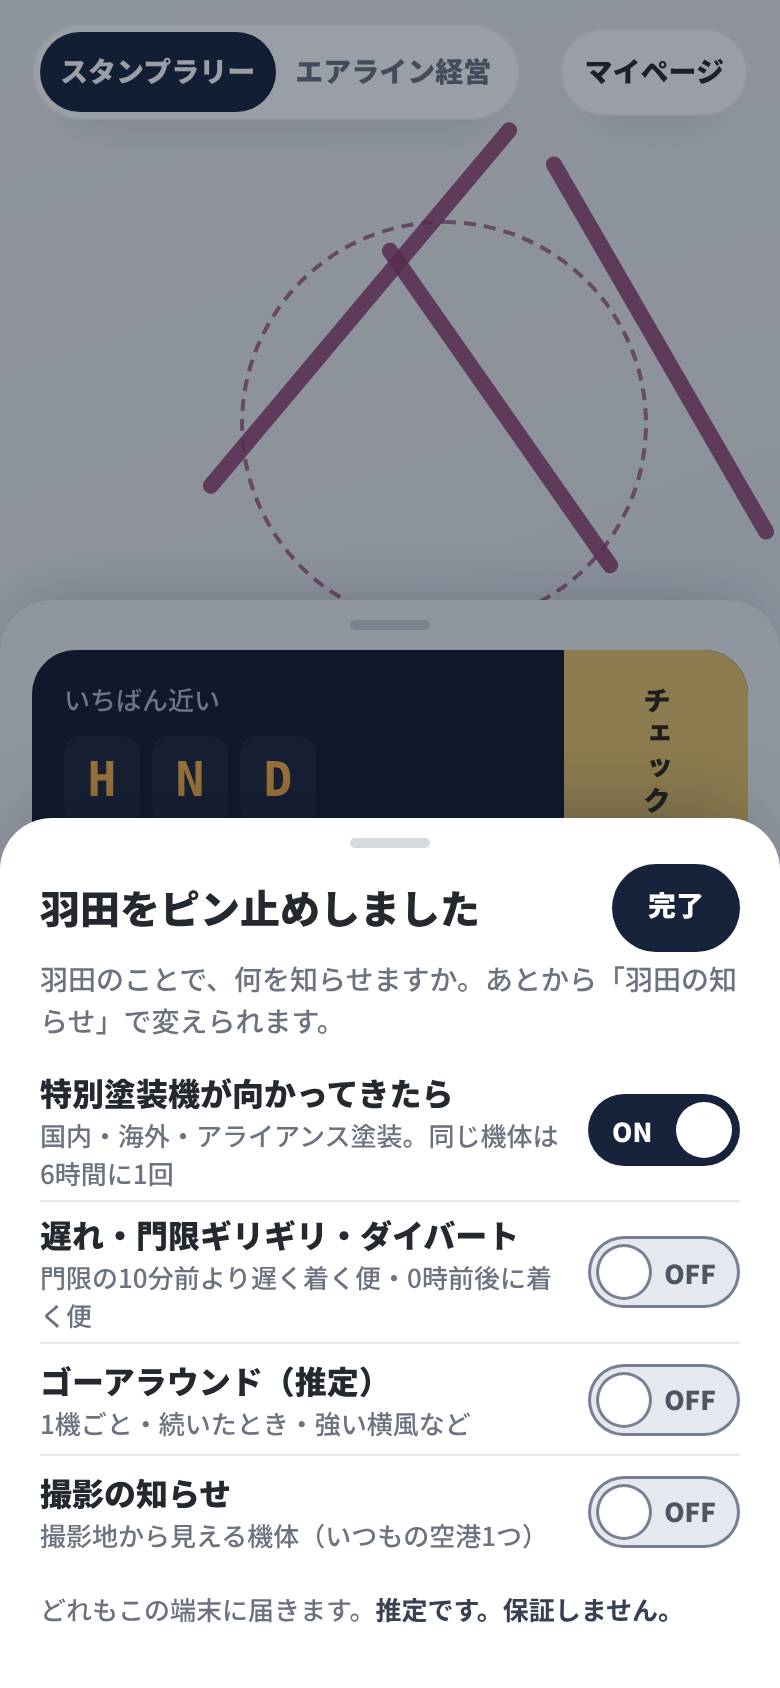 スタンプラリー
エアライン経営
マイページ
いちばん近い
H N D
チェック
羽田をピン止めしました
完了
羽田のことで、何を知らせますか。あとから「羽田の知
らせ」で変えられます。
特別塗装機が向かってきたら
国内・海外・アライアンス塗装。同じ機体は
6時間に1回
ON
遅れ・門限ギリギリ・ダイバート
門限の10分前より遅く着く便・0時前後に着
く便
OFF
ゴーアラウンド（推定）
1機ごと・続いたとき・強い横風など
OFF
撮影の知らせ
撮影地から見える機体（いつもの空港1つ）
OFF
どれもこの端末に届きます。推定です。保証しません。